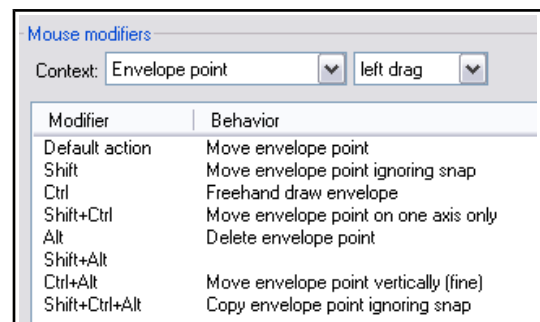 Mouse modifiers
Context: Envelope point left drag
Modifier Behavior
Default action Move envelope point
Shift Move envelope point ignoring snap
Ctrl Freehand draw envelope
Shift+Ctrl Move envelope point on one axis only
Alt Delete envelope point
Shift+Alt
Ctrl+Alt Move envelope point vertically (fine)
Shift+Ctrl+Alt Copy envelope point ignoring snap